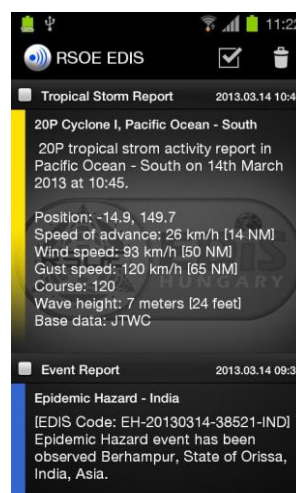 11:22
RSOE EDIS
Tropical Storm Report 2013.03.14 10:4
20P Cyclone I, Pacific Ocean - South
20P tropical strom activity report in
Pacific Ocean - South on 14th March
2013 at 10:45.
Position: -14.9, 149.7
Speed of advance: 26 km/h [14 NM]
Wind speed: 93 km/h [50 NM]
Gust speed: 120 km/h [65 NM]
Course: 120
Wave height: 7 meters [24 feet]
Base data: JTWC
HUNGARY
Event Report 2013.03.14 09:3
Epidemic Hazard - India
[EDIS Code: EH-20130314-38521-IND]
Epidemic Hazard event has been
observed Berhampur, State of Orissa,
India, Asia.